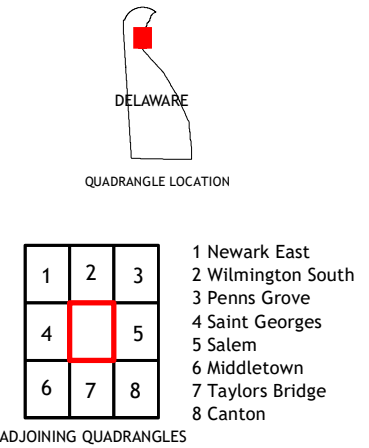 DELAWARE
QUADRANGLE LOCATION
1 2 3
4 5
6 7 8
1 Newark East
2 Wilmington South
3 Penns Grove
4 Saint Georges
5 Salem
6 Middletown
7 Taylors Bridge
8 Canton
ADJOINING QUADRANGLES